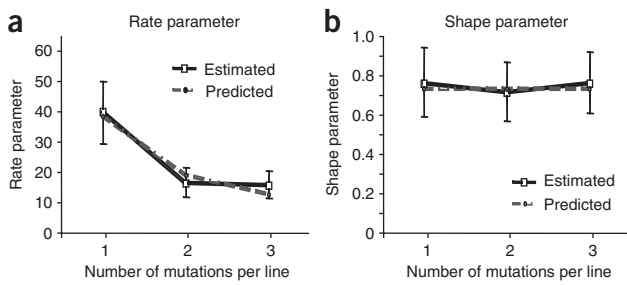 a
Rate parameter
60
50
40
30
20
10
0
Rate parameter
Estimated
Predicted
1 2 3
Number of mutations per line
b
Shape parameter
1.0
0.8
0.6
0.4
0.2
0
Shape parameter
Estimated
Predicted
1 2 3
Number of mutations per line